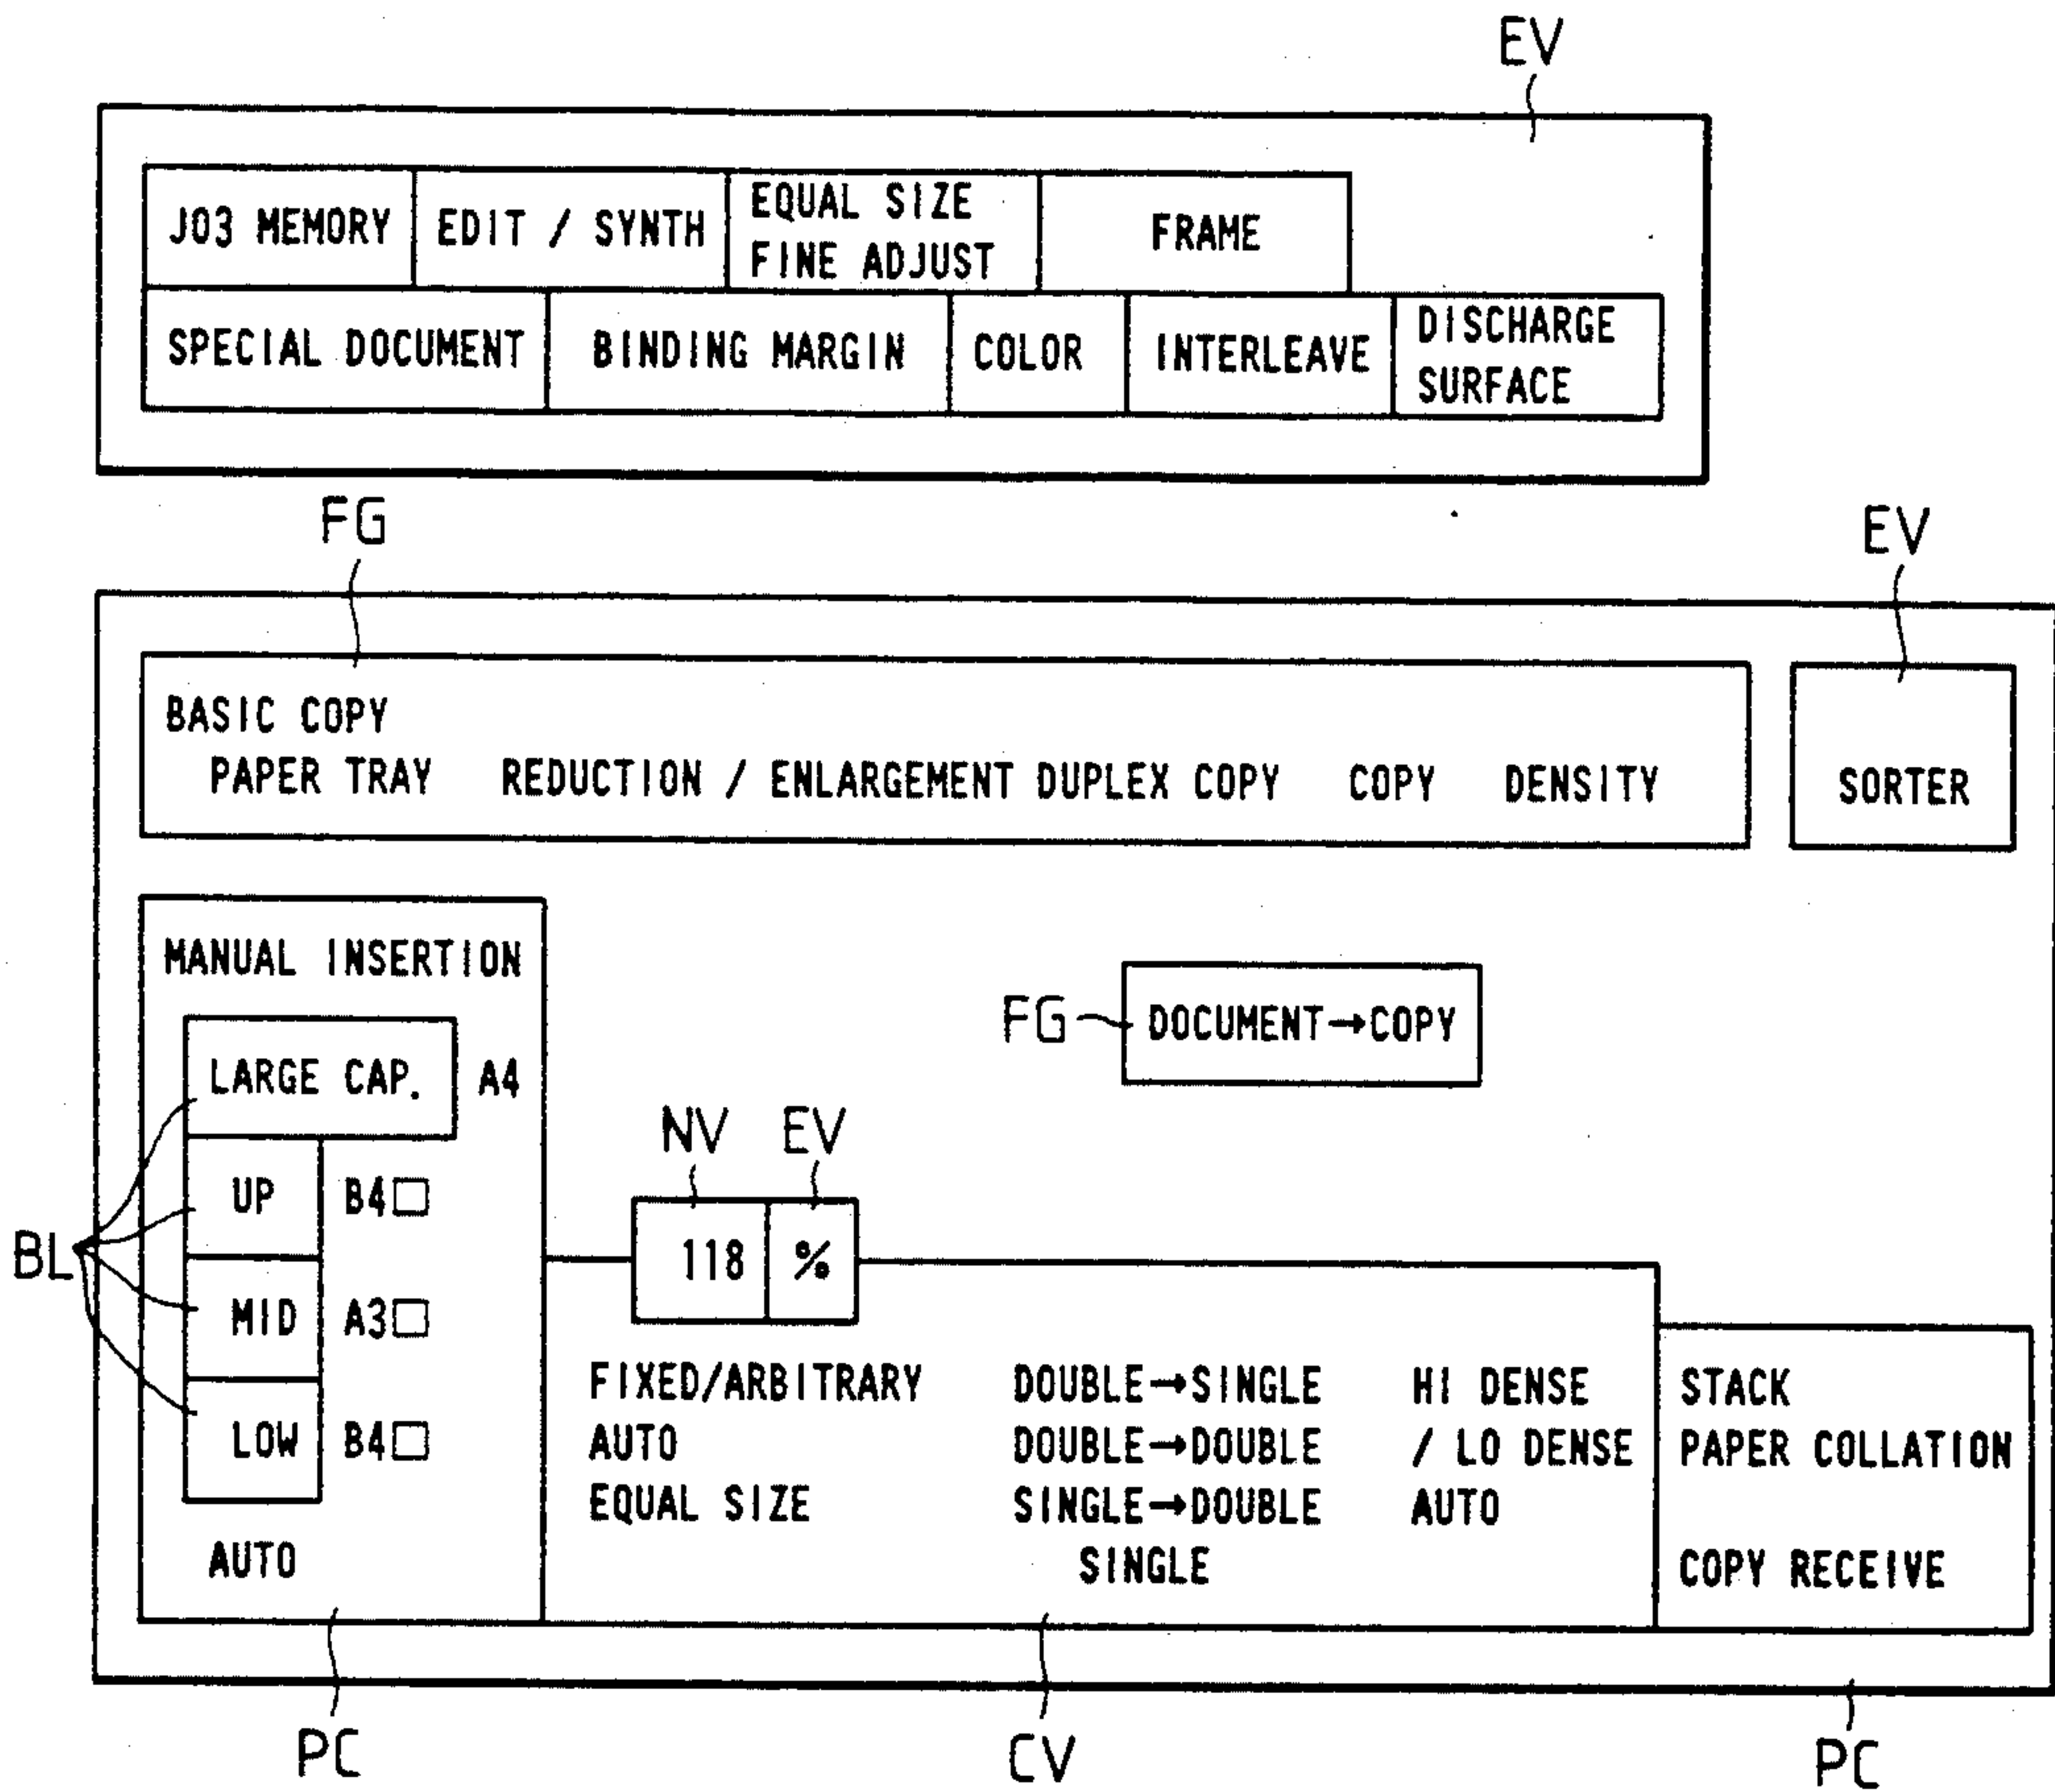 EV
JO3 MEMORY EDIT / SYNTH EQUAL SIZE FINE ADJUST FRAME
SPECIAL DOCUMENT BINDING MARGIN COLOR INTERLEAVE DISCHARGE SURFACE
FG EV
BASIC COPY
PAPER TRAY REDUCTION / ENLARGEMENT DUPLEX COPY COPY DENSITY
SORTER
MANUAL INSERTION
LARGE CAP. A4
UP B4□
MID A3□
LOW B4□
AUTO
BL
FG DOCUMENT→COPY
NV EV
118 %
FIXED/ARBITRARY
AUTO
EQUAL SIZE
DOUBLE→SINGLE
DOUBLE→DOUBLE
SINGLE→DOUBLE
SINGLE
HI DENSE
/ LO DENSE
AUTO
STACK
PAPER COLLATION
COPY RECEIVE
PC CV PC